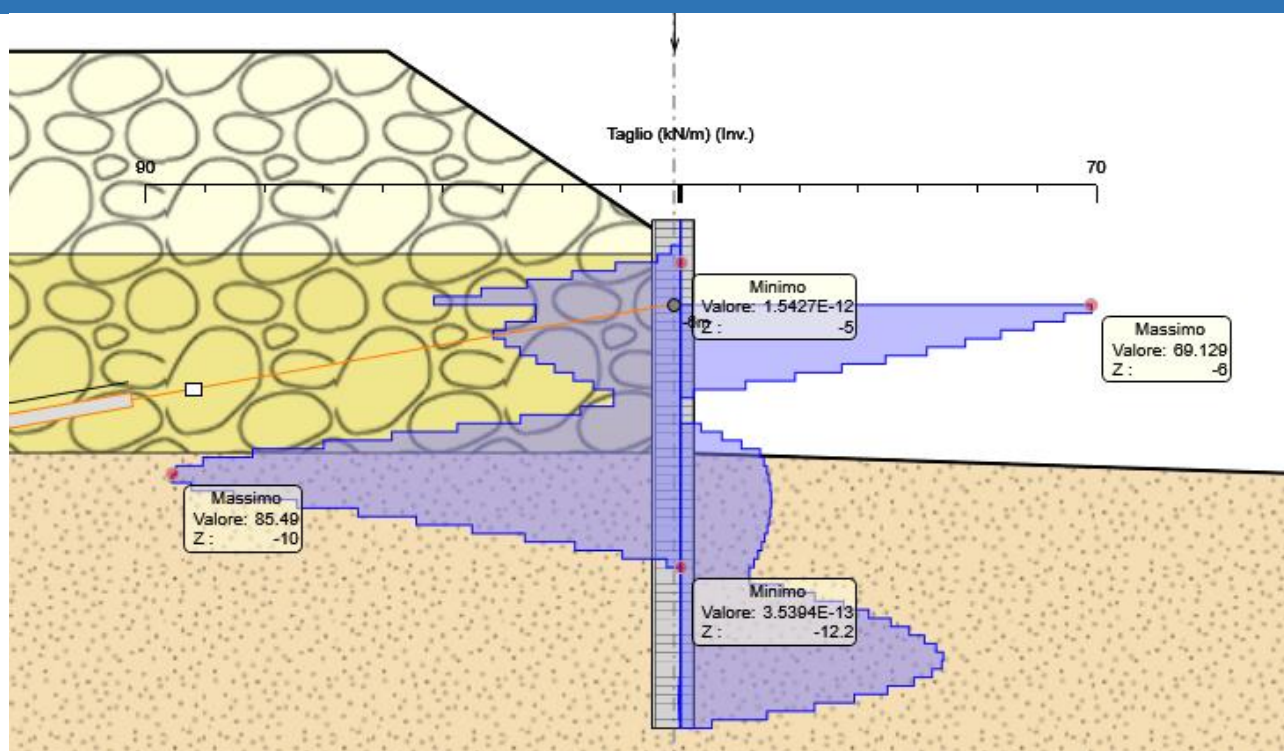 Taglio (kN/m) (Inv.)
90
70
Minimo
Valore: 1.5427E-12
Z : -5
-6m
Massimo
Valore: 69.129
Z : -6
Massimo
Valore: 85.49
Z : -10
Minimo
Valore: 3.5394E-13
Z : -12.2